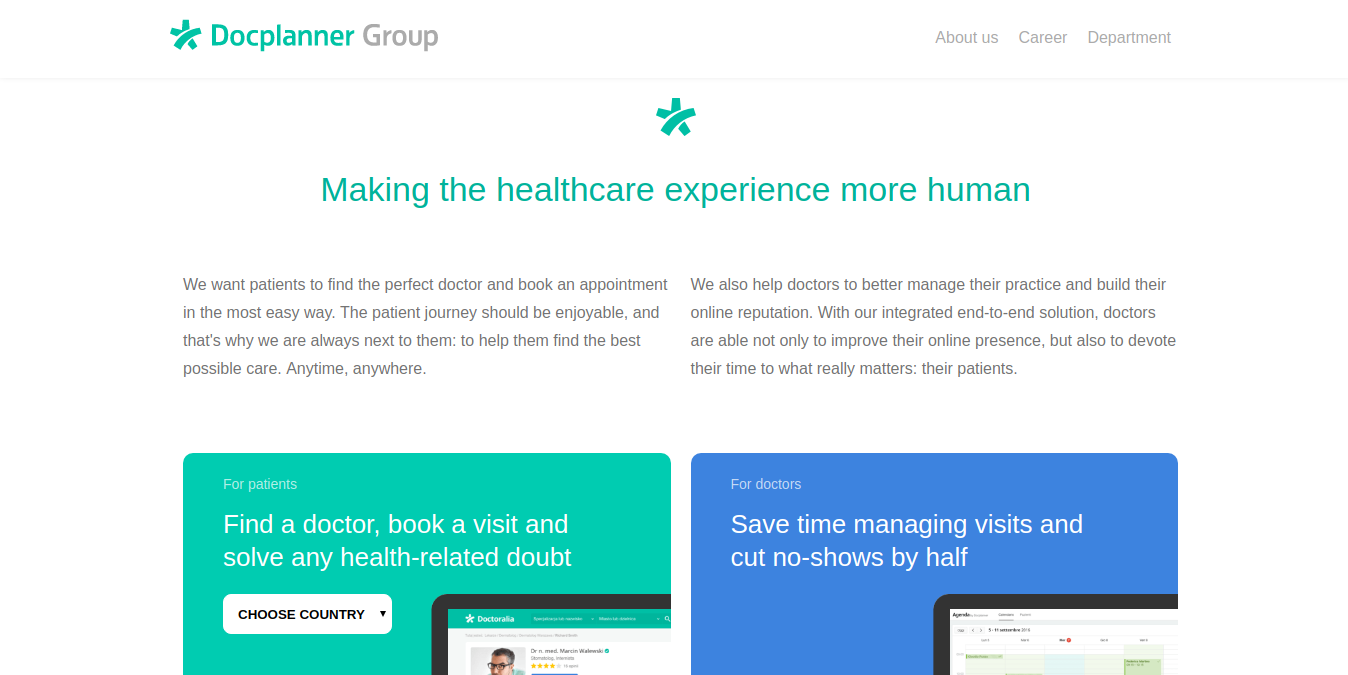 Docplanner Group
About us Career Department
Making the healthcare experience more human
We want patients to find the perfect doctor and book an appointment
in the most easy way. The patient journey should be enjoyable, and
that's why we are always next to them: to help them find the best
possible care. Anytime, anywhere.
We also help doctors to better manage their practice and build their
online reputation. With our integrated end-to-end solution, doctors
are able not only to improve their online presence, but also to devote
their time to what really matters: their patients.
For patients
Find a doctor, book a visit and
solve any health-related doubt
CHOOSE COUNTRY
Doctoralia
Dr n. med. Marcin Walewski
For doctors
Save time managing visits and
cut no-shows by half
Agenda
5 - 11 settembre 2016